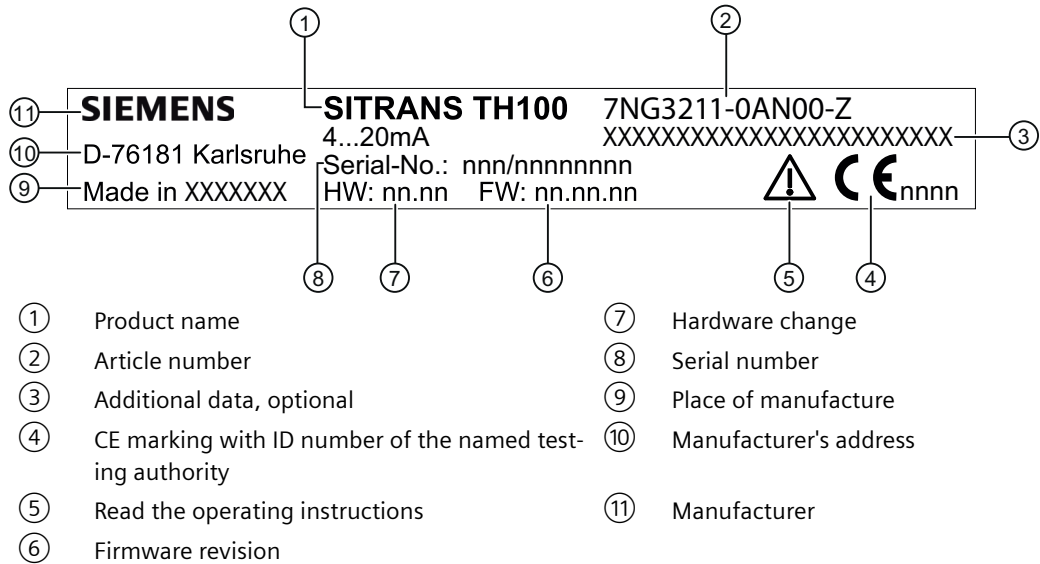 ① ②
⑪ SIEMENS SITRANS TH100 7NG3211-0AN00-Z
4...20mA XXXXXXXXXXXXXXXXXXXXXXXX ③
⑩ D-76181 Karlsruhe Serial-No.: nnn/nnnnnnnn
⑨ Made in XXXXXXX HW: nn.nn FW: nn.nn.nn CE nnnn
⑧ ⑦ ⑥ ⑤ ④
① Product name
② Article number
③ Additional data, optional
④ CE marking with ID number of the named test-
ing authority
⑤ Read the operating instructions
⑥ Firmware revision
⑦ Hardware change
⑧ Serial number
⑨ Place of manufacture
⑩ Manufacturer's address
⑪ Manufacturer